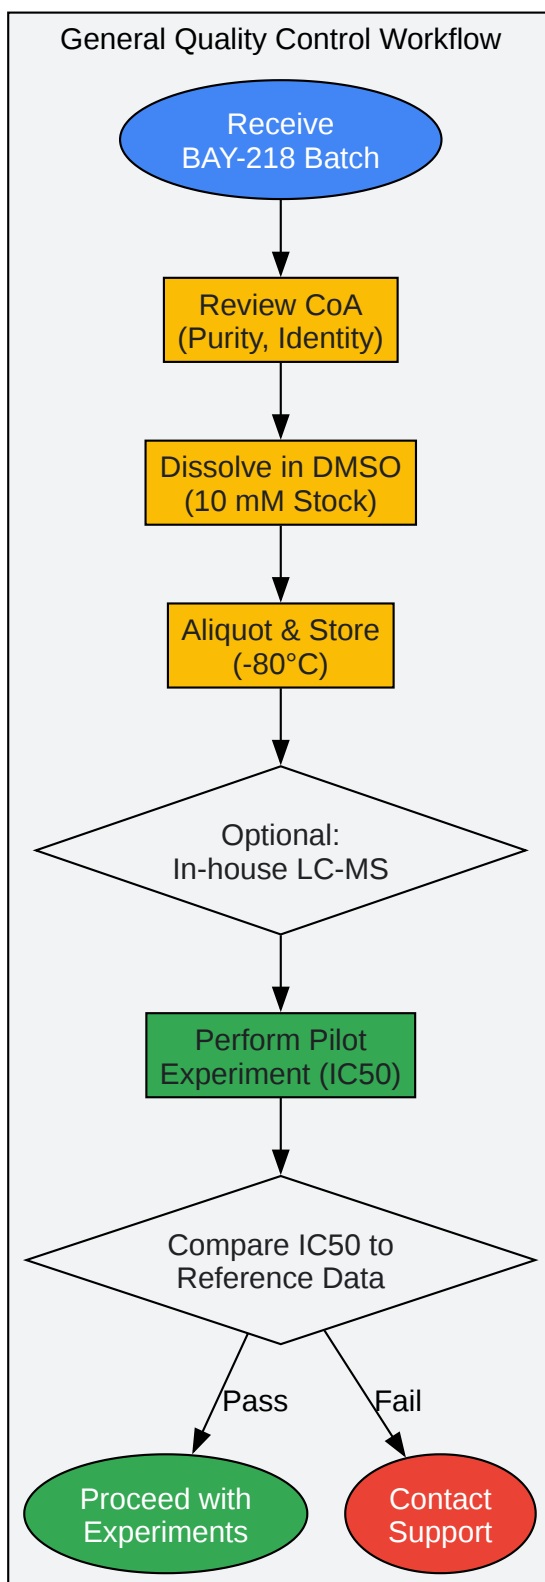 General Quality Control Workflow
Receive
BAY-218 Batch
Review CoA
(Purity, Identity)
Dissolve in DMSO
(10 mM Stock)
Aliquot & Store
(-80°C)
Optional:
In-house LC-MS
Perform Pilot
Experiment (IC50)
Compare IC50 to
Reference Data
Pass
Fail
Proceed with
Experiments
Contact
Support